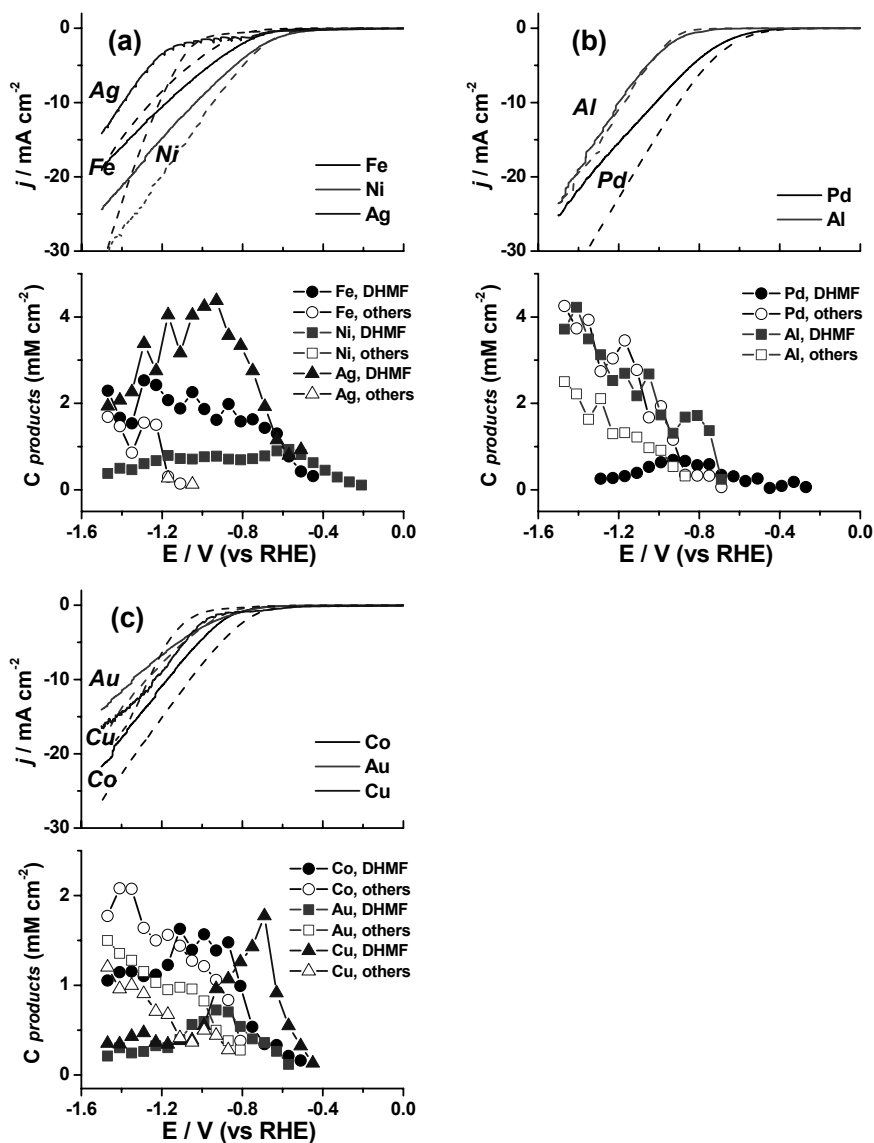 (a)
0
-10
-20
-30
j / mA cm-2
Ag
Fe
Ni
Fe
Ni
Ag
4
2
0
C products (mM cm-2)
Fe, DHMF
Fe, others
Ni, DHMF
Ni, others
Ag, DHMF
Ag, others
-1.6 -1.2 -0.8 -0.4 0.0
E / V (vs RHE)
(b)
0
-10
-20
-30
j / mA cm-2
Al
Pd
Pd
Al
4
2
0
C products (mM cm-2)
Pd, DHMF
Pd, others
Al, DHMF
Al, others
-1.6 -1.2 -0.8 -0.4 0.0
E / V (vs RHE)
(c)
0
-10
-20
-30
j / mA cm-2
Au
Cu
Co
Co
Au
Cu
2
1
0
C products (mM cm-2)
Co, DHMF
Co, others
Au, DHMF
Au, others
Cu, DHMF
Cu, others
-1.6 -1.2 -0.8 -0.4 0.0
E / V (vs RHE)